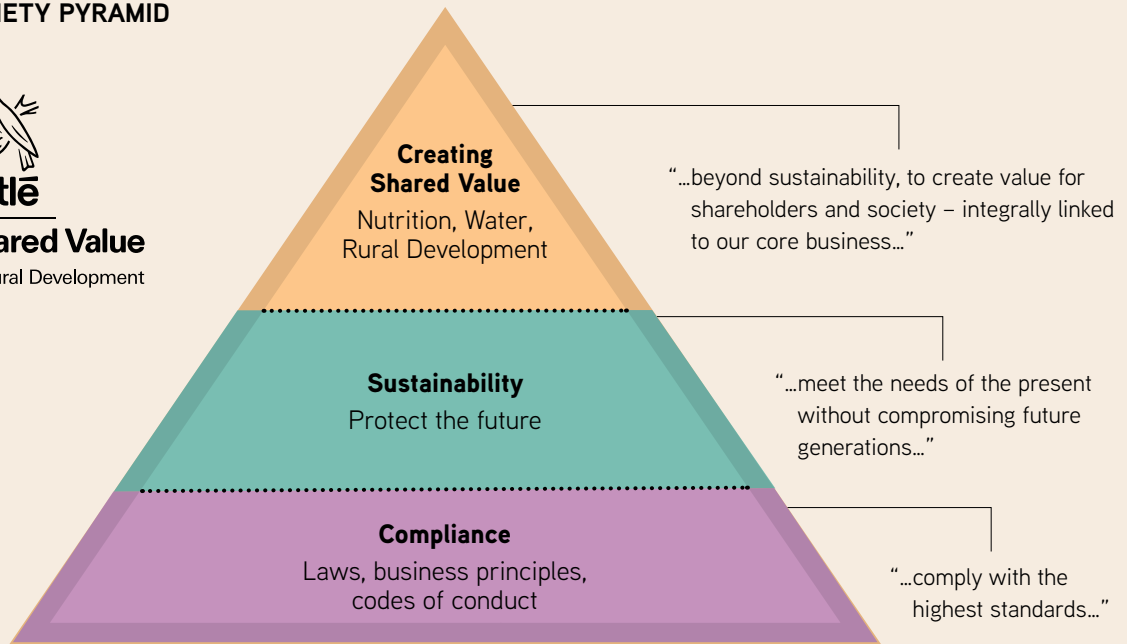 IETY PYRAMID
tlé
ared Value
ural Development
Creating
Shared Value
Nutrition, Water,
Rural Development
“…beyond sustainability, to create value for
shareholders and society – integrally linked
to our core business…”
Sustainability
Protect the future
“…meet the needs of the present
without compromising future
generations…”
Compliance
Laws, business principles,
codes of conduct
“…comply with the
highest standards…”